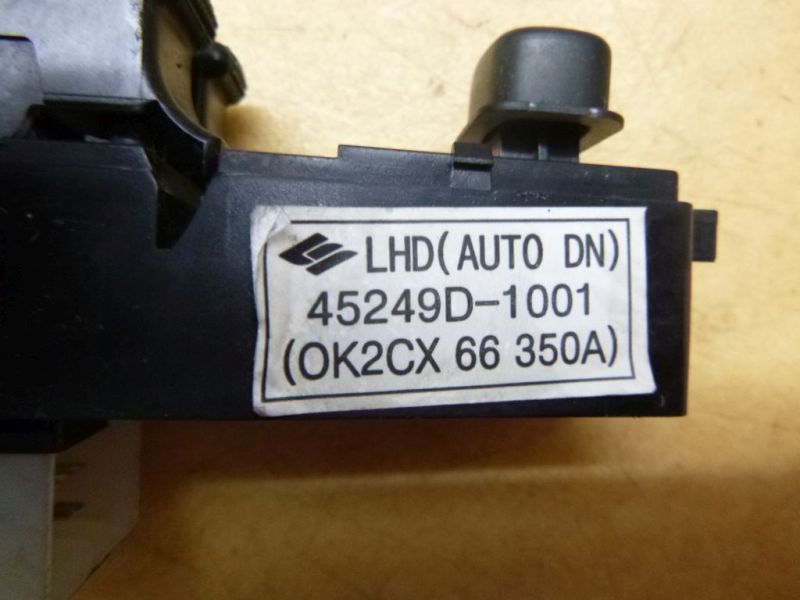 LHD(AUTO DN)
45249D-1001
(OK2CX 66 350A)